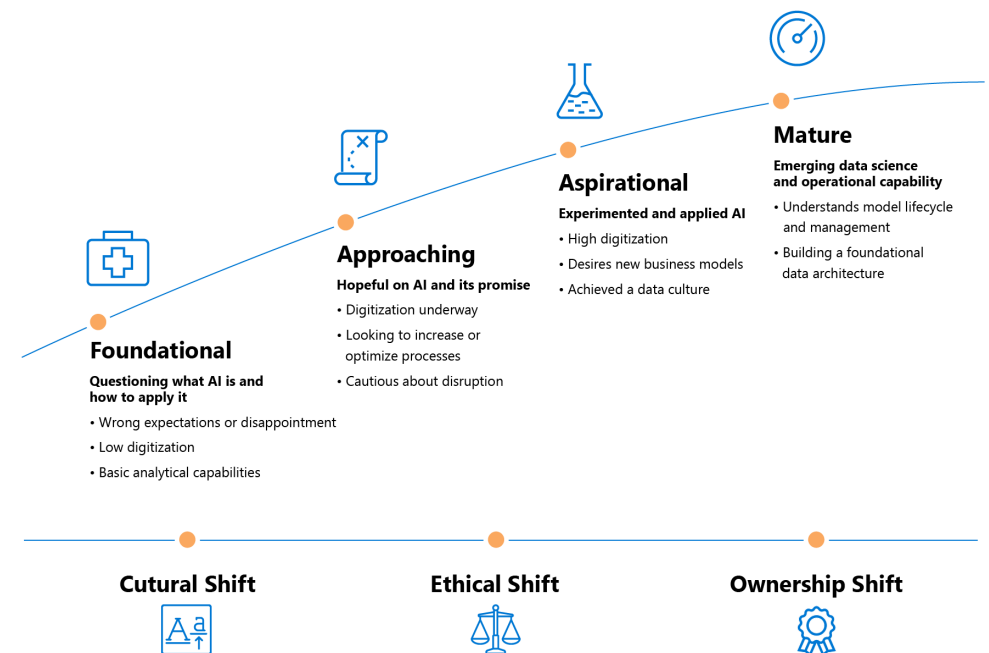 Mature
Emerging data science
and operational capability
• Understands model lifecycle
and management
• Building a foundational
data architecture
Aspirational
Experimented and applied AI
• High digitization
• Desires new business models
• Achieved a data culture
Approaching
Hopeful on AI and its promise
• Digitization underway
• Looking to increase or
optimize processes
• Cautious about disruption
Foundational
Questioning what AI is and
how to apply it
• Wrong expectations or disappointment
• Low digitization
• Basic analytical capabilities
Cutural Shift
Ethical Shift
Ownership Shift
Aa